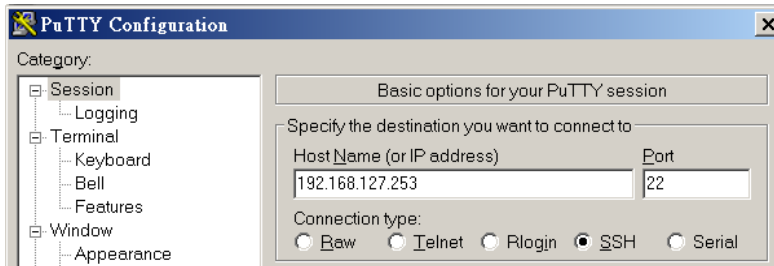 PuTTY Configuration
Category:
Session
Logging
Terminal
Keyboard
Bell
Features
Window
Appearance
Basic options for your PuTTY session
Specify the destination you want to connect to
Host Name (or IP address) Port
192.168.127.253 22
Connection type:
Raw Telnet Rlogin SSH Serial